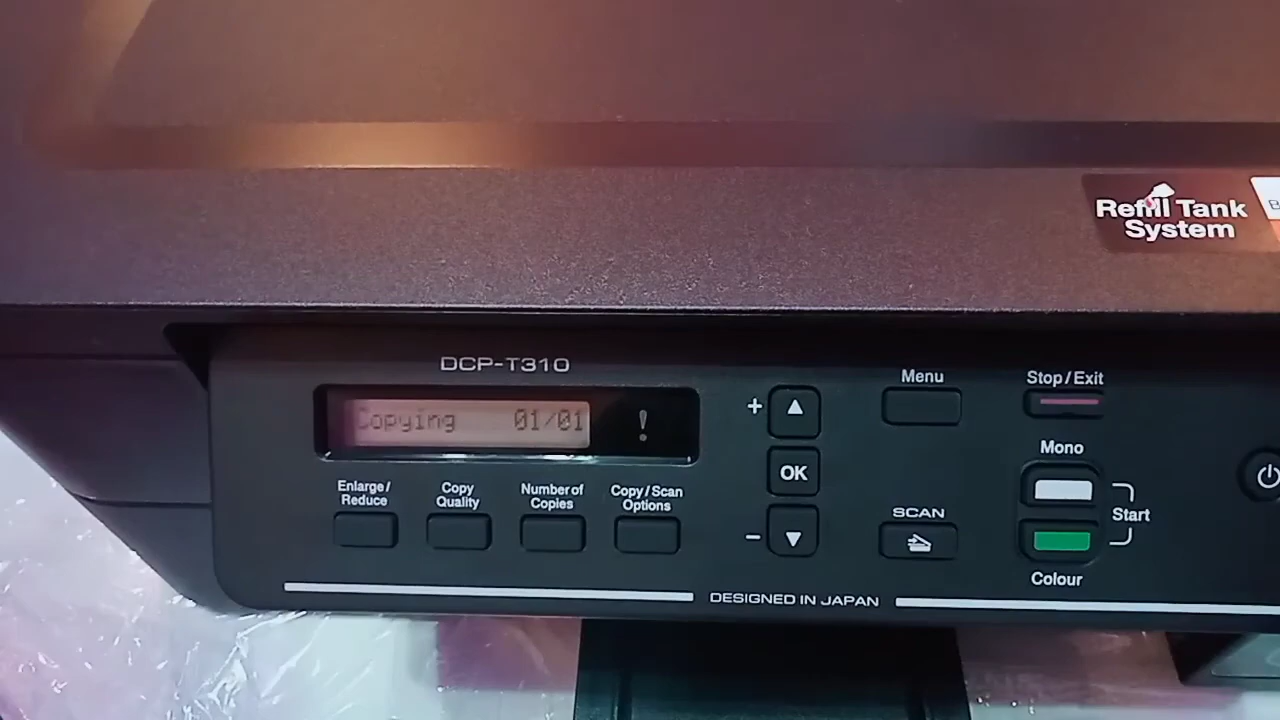 Refill Tank
System
DCP-T310
Copying 01/01
!
Enlarge/
Reduce
Copy
Quality
Number of
Copies
Copy/Scan
Options
+
OK
-
Menu
SCAN
Stop/Exit
Mono
Start
Colour
DESIGNED IN JAPAN